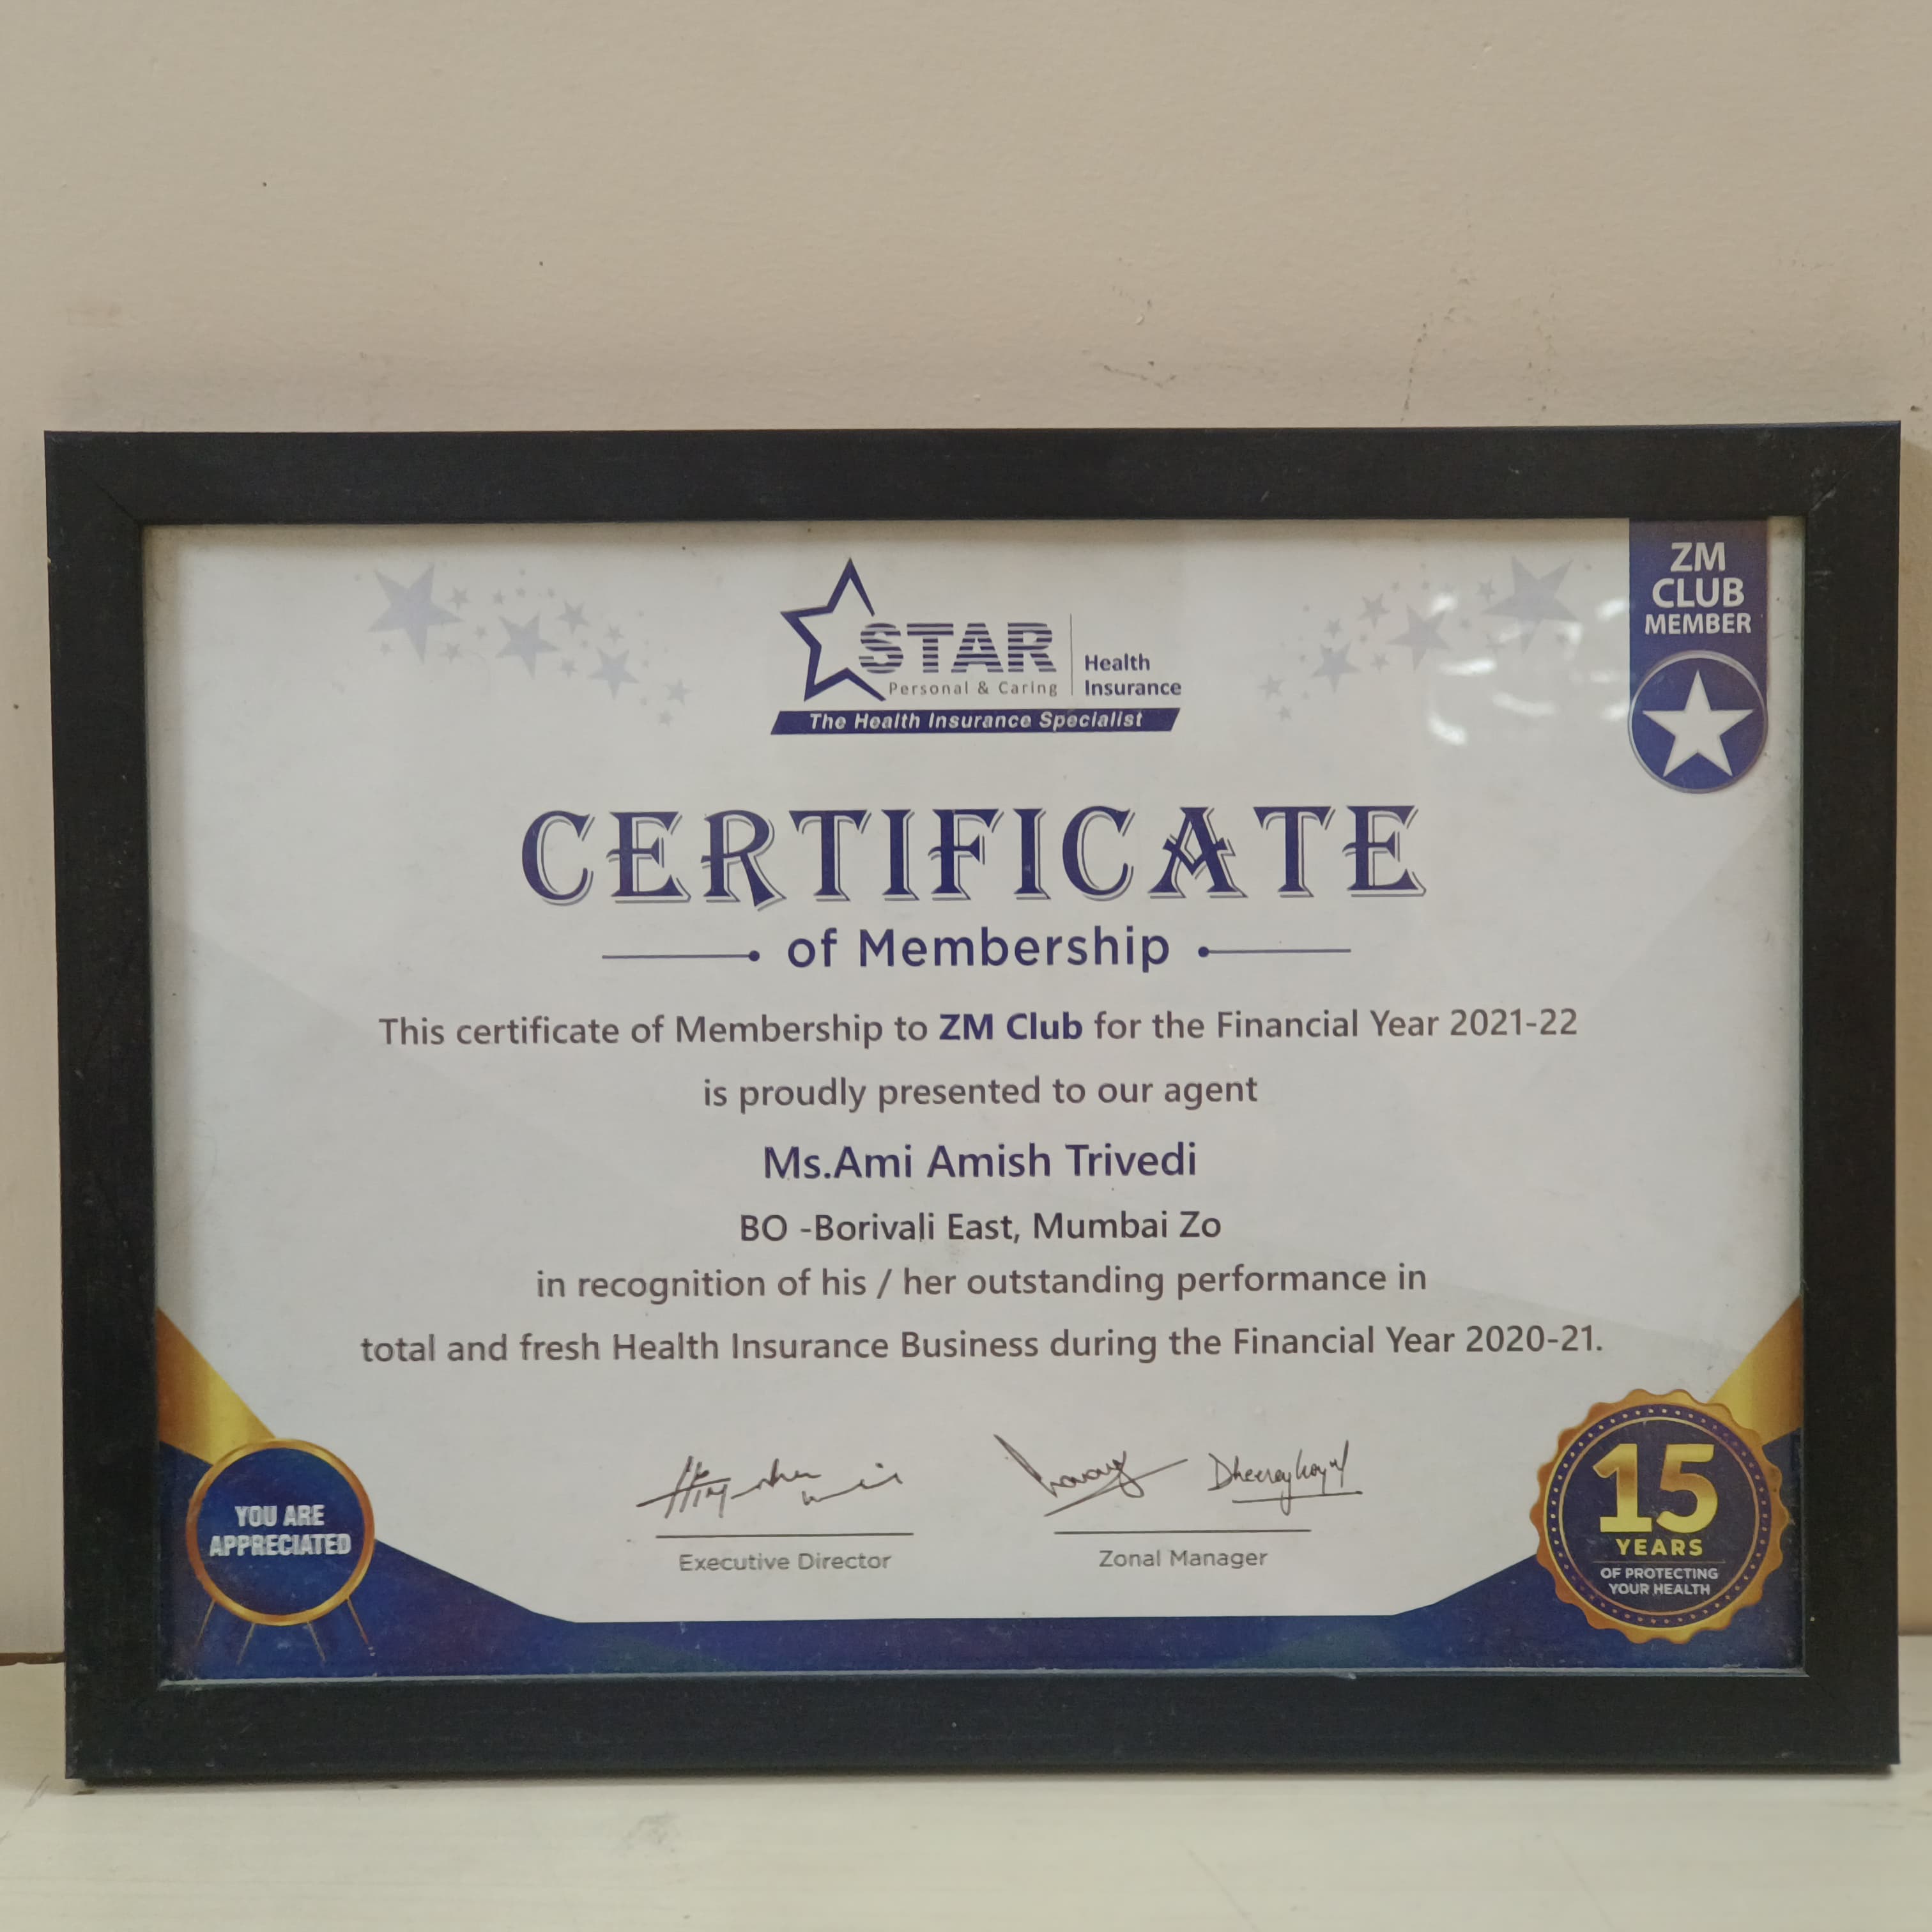 ZM
CLUB
MEMBER
STAR
Personal & Caring
Health
Insurance
The Health Insurance Specialist
CERTIFICATE
of Membership
This certificate of Membership to ZM Club for the Financial Year 2021-22
is proudly presented to our agent
Ms.Ami Amish Trivedi
BO -Borivali East, Mumbai Zo
in recognition of his / her outstanding performance in
total and fresh Health Insurance Business during the Financial Year 2020-21.
Executive Director
Zonal Manager
YOU ARE
APPRECIATED
15
YEARS
OF PROTECTING
YOUR HEALTH